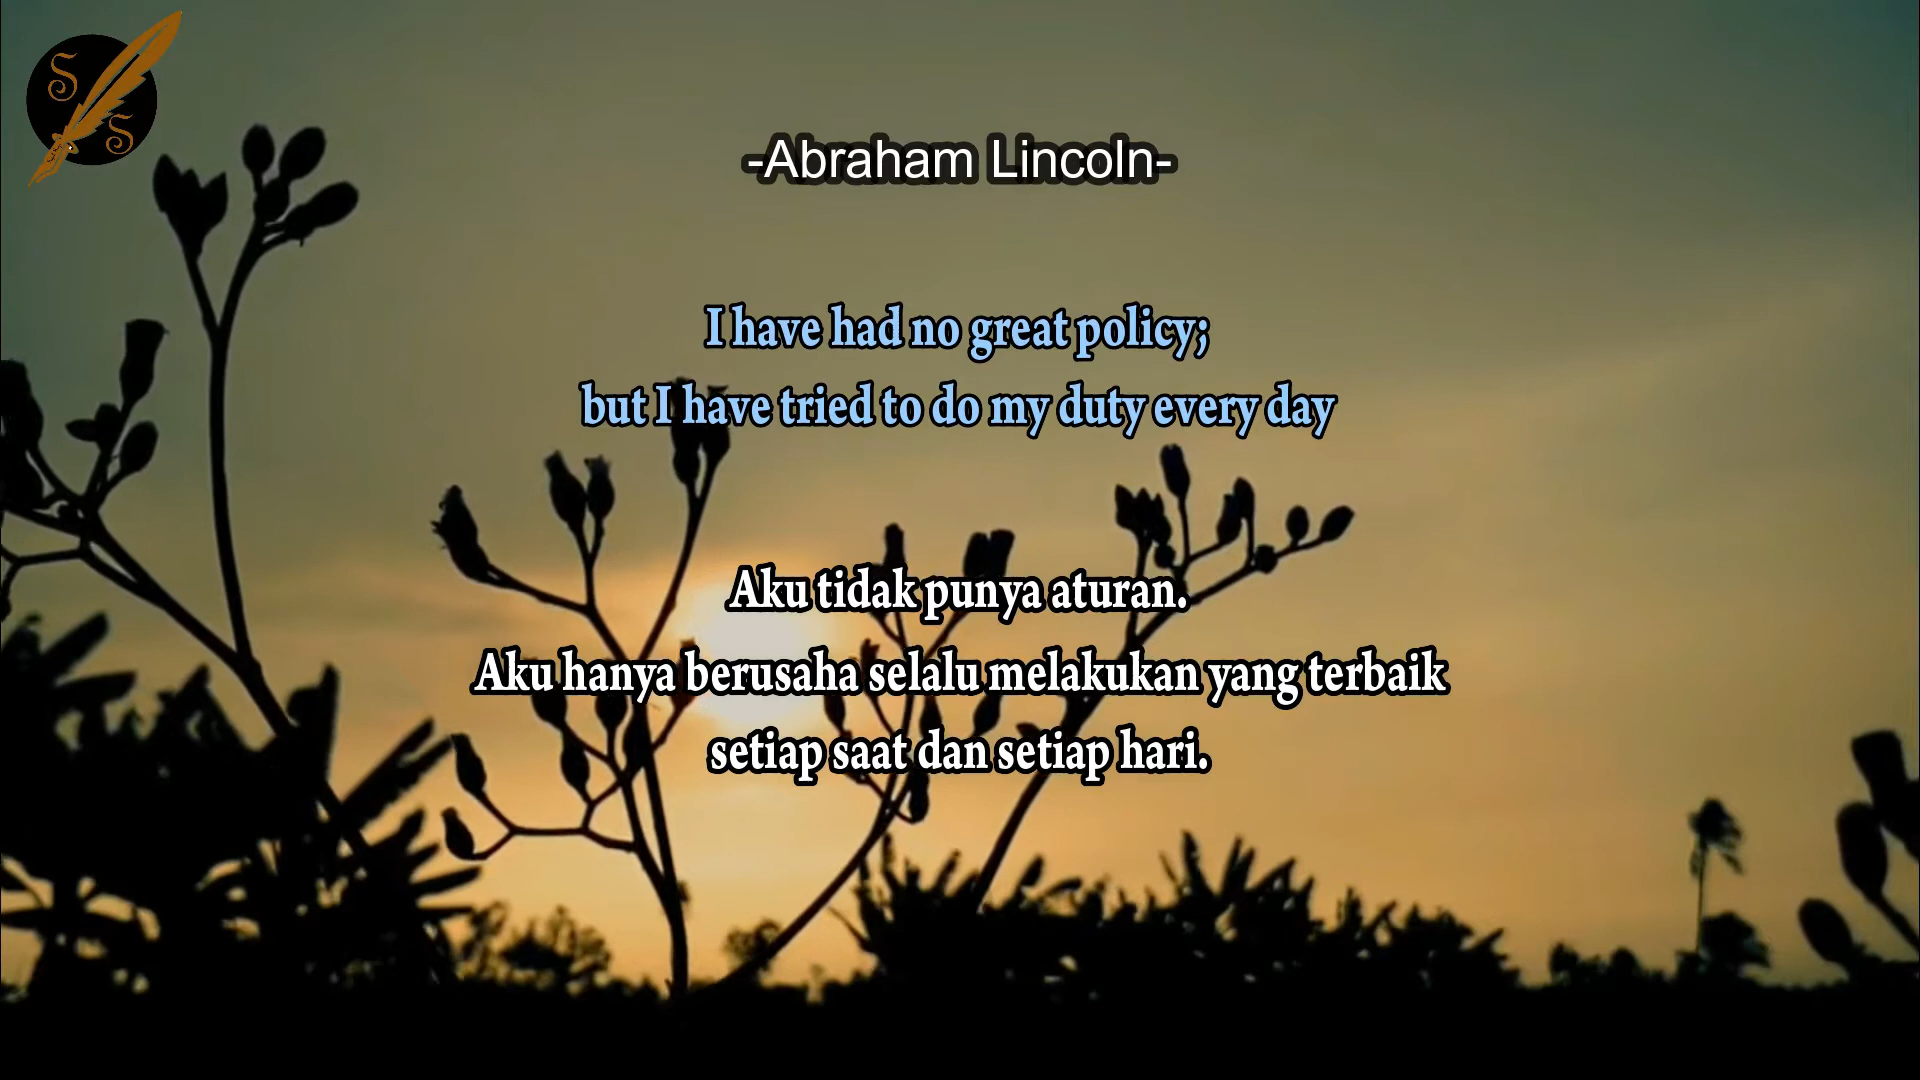 S
S
-Abraham Lincoln-
I have had no great policy;
but I have tried to do my duty every day
Aku tidak punya aturan.
Aku hanya berusaha selalu melakukan yang terbaik
setiap saat dan setiap hari.